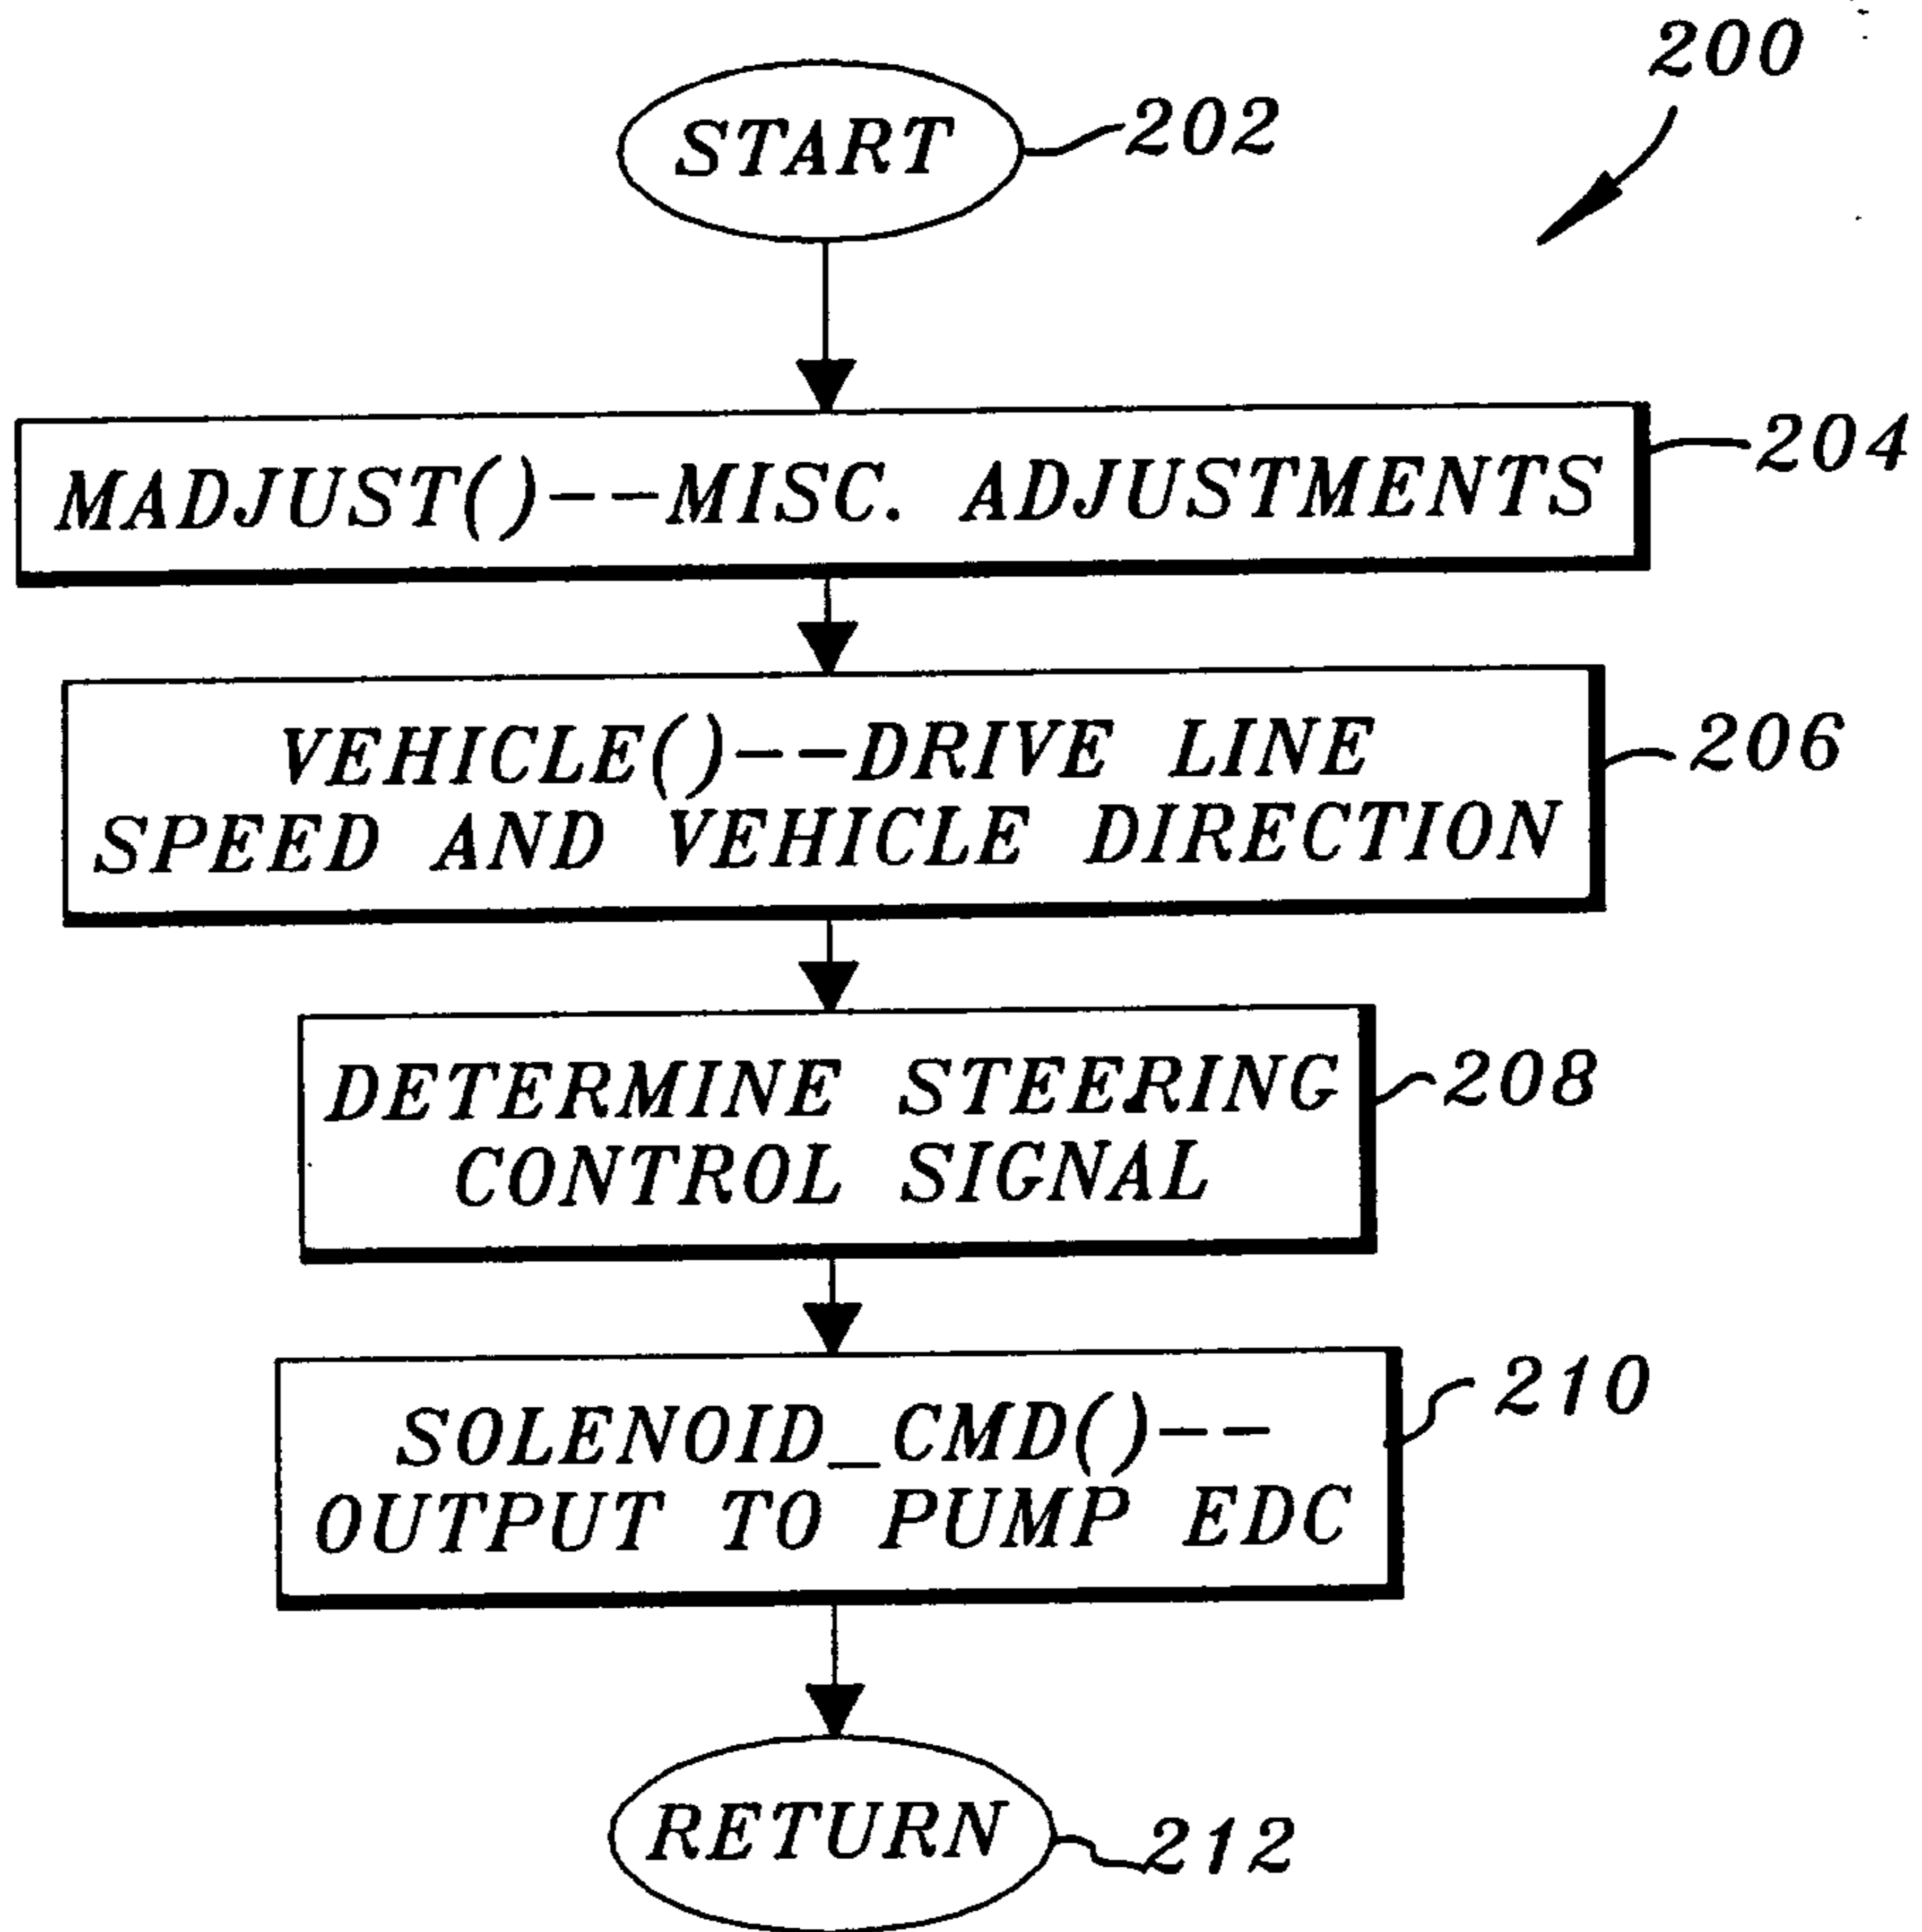 200
START
202
MADJUST()--MISC. ADJUSTMENTS
204
VEHICLE()--DRIVE LINE
SPEED AND VEHICLE DIRECTION
206
DETERMINE STEERING
CONTROL SIGNAL
208
SOLENOID_CMD()--
OUTPUT TO PUMP EDC
210
RETURN
212